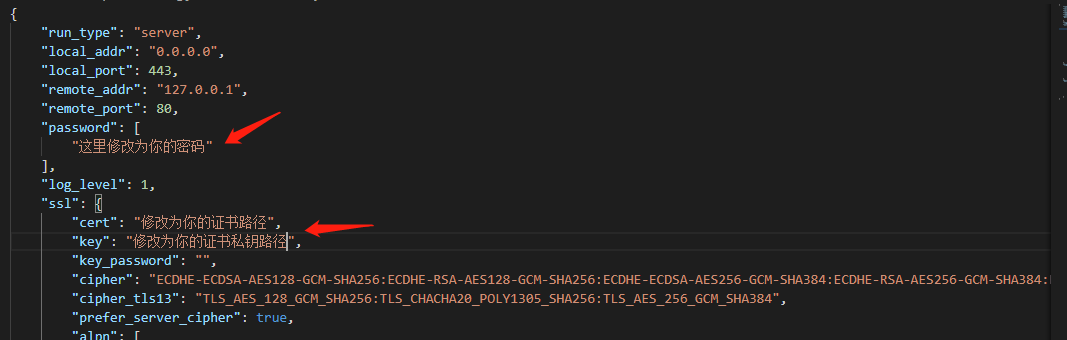 {
"run_type": "server",
"local_addr": "0.0.0.0",
"local_port": 443,
"remote_addr": "127.0.0.1",
"remote_port": 80,
"password": [
"这里修改为你的密码"
],
"log_level": 1,
"ssl": {
"cert": "修改为你的证书路径",
"key": "修改为你的证书私钥路径",
"key_password": "",
"cipher": "ECDHE-ECDSA-AES128-GCM-SHA256:ECDHE-RSA-AES128-GCM-SHA256:ECDHE-ECDSA-AES256-GCM-SHA384:ECDHE-RSA-AES256-GCM-SHA384:
"cipher_tls13": "TLS_AES_128_GCM_SHA256:TLS_CHACHA20_POLY1305_SHA256:TLS_AES_256_GCM_SHA384",
"prefer_server_cipher": true,
"alpn": [